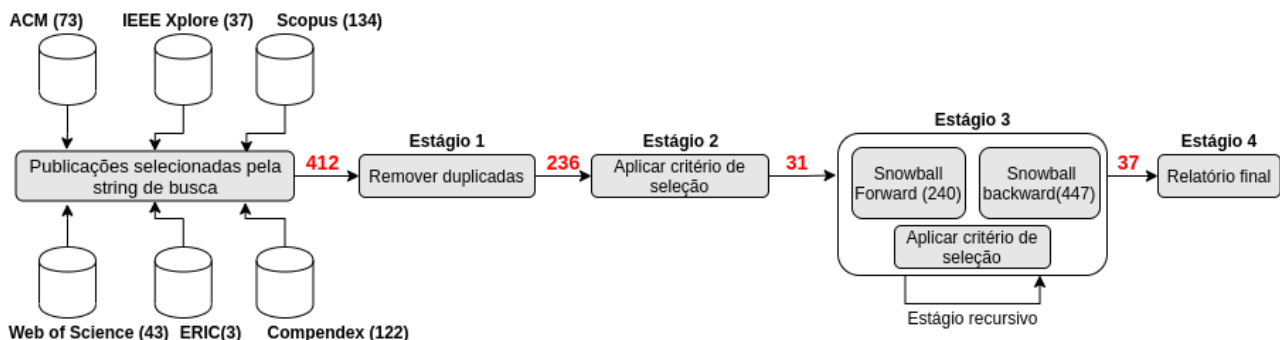 ACM (73)
IEEE Xplore (37)
Scopus (134)
Publicações selecionadas pela
string de busca
412
Estágio 1
Remover duplicadas
236
Estágio 2
Aplicar critério de
seleção
31
Estágio 3
Snowball
Forward (240)
Snowball
backward(447)
Aplicar critério de
seleção
Estágio recursivo
37
Estágio 4
Relatório final
Web of Science (43)
ERIC(3)
Compendex (122)